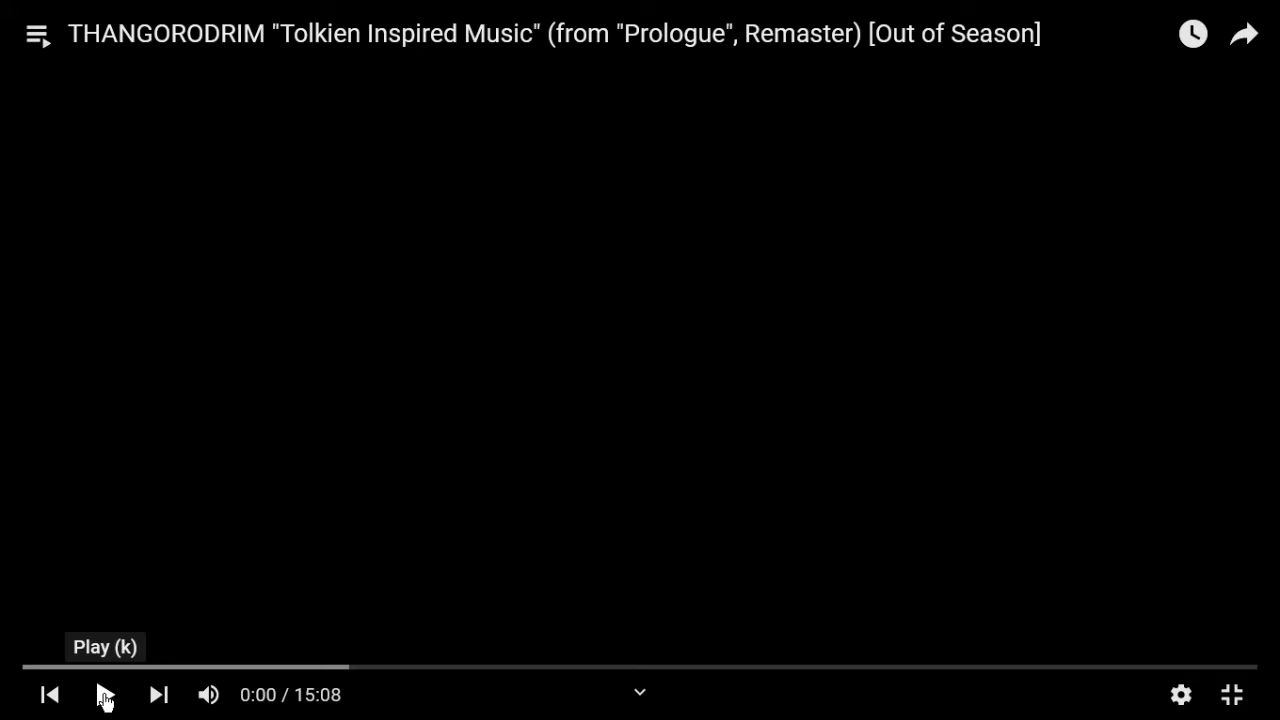 THANGORODRIM "Tolkien Inspired Music" (from "Prologue", Remaster) [Out of Season]
Play (k)
0:00 / 15:08